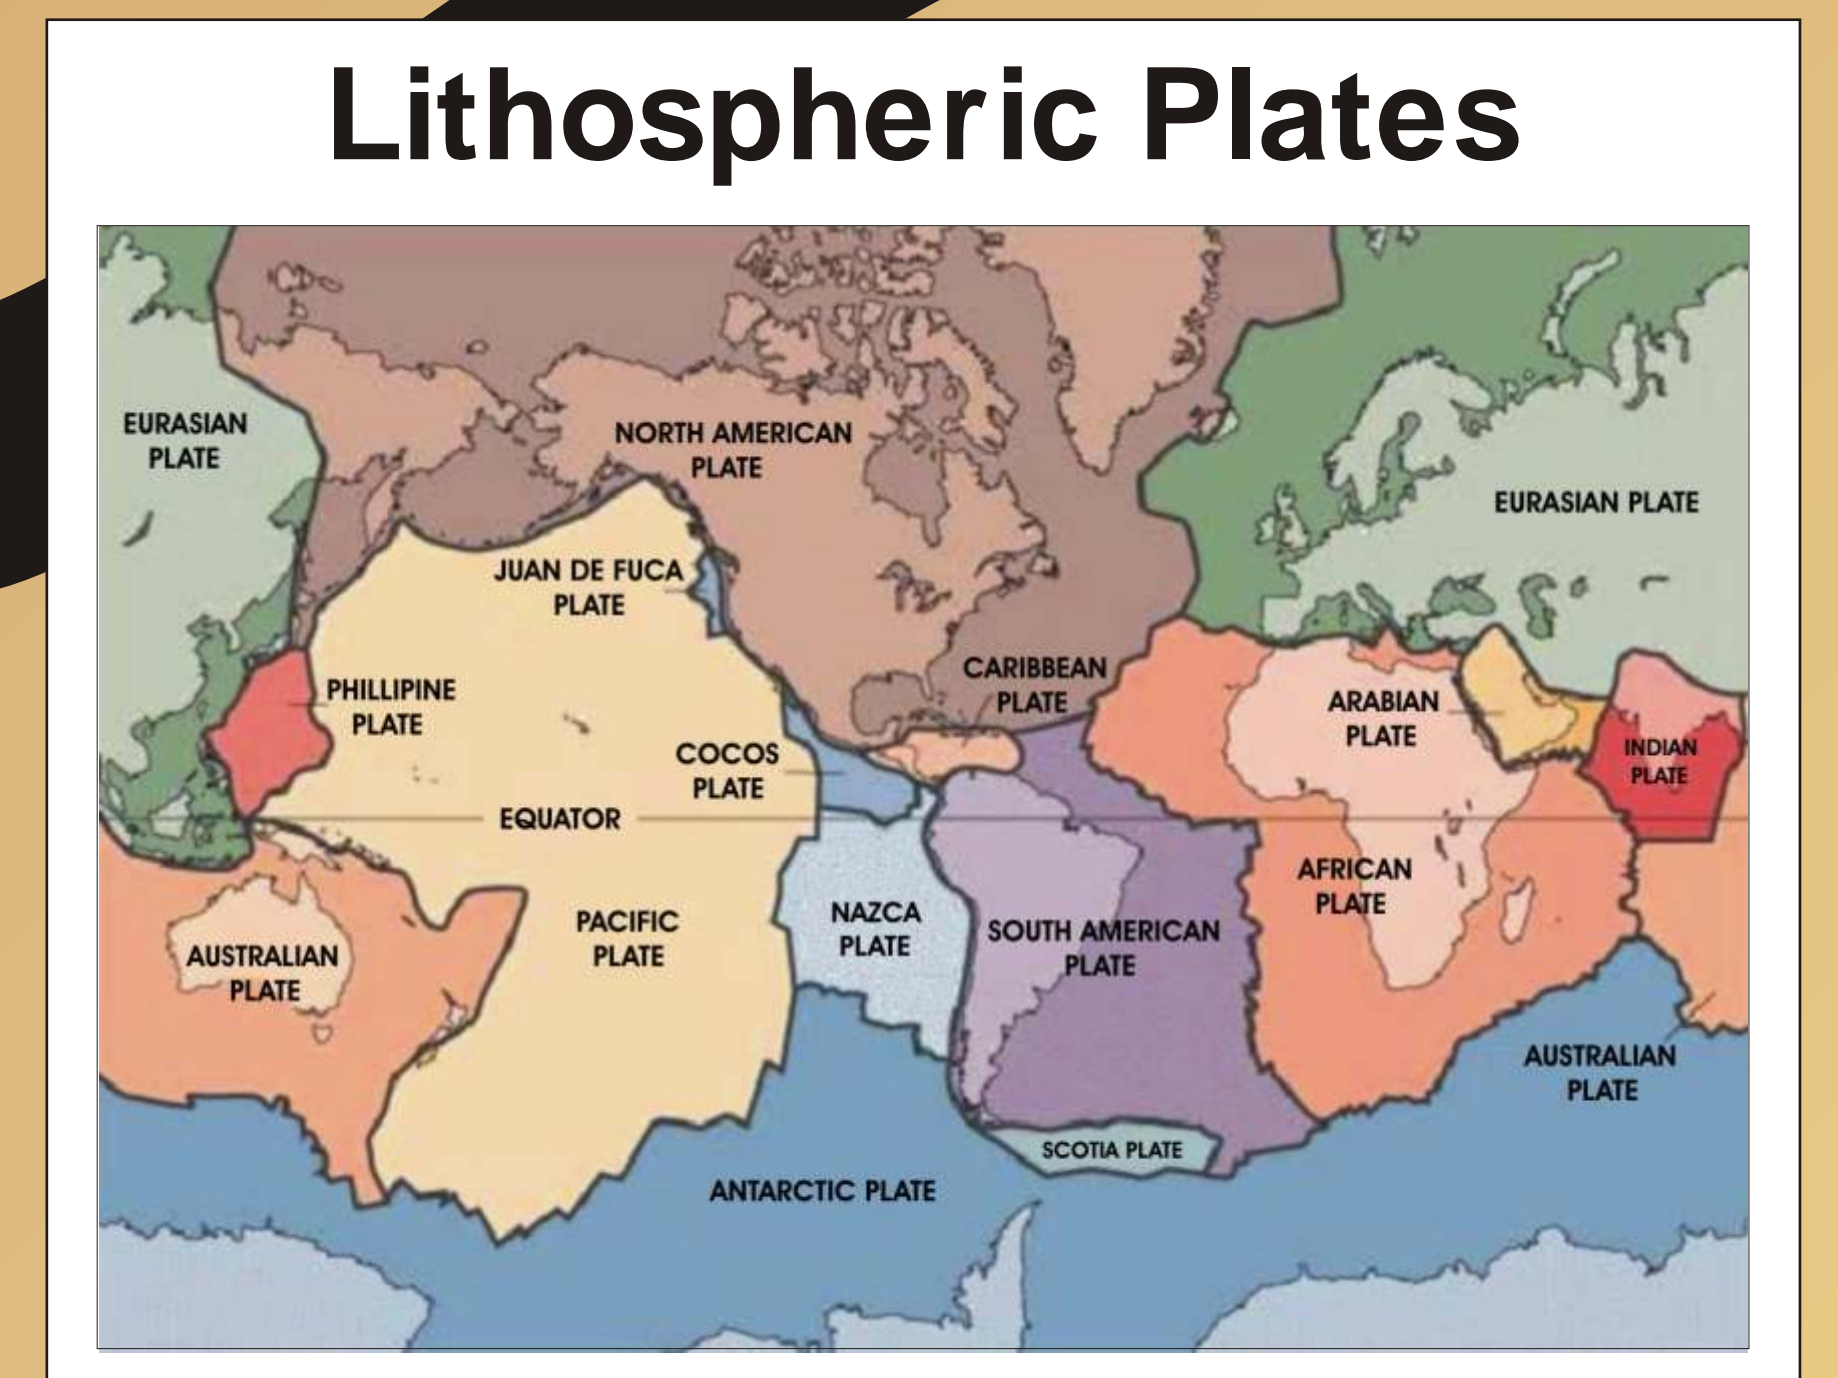 Lithospheric Plates
EURASIAN
PLATE
NORTH AMERICAN
PLATE
EURASIAN PLATE
JUAN DE FUCA
PLATE
PHILLIPINE
PLATE
CARIBBEAN
PLATE
ARABIAN
PLATE
COCOS
PLATE
INDIAN
PLATE
EQUATOR
AFRICAN
PLATE
NAZCA
PLATE
PACIFIC
PLATE
SOUTH AMERICAN
PLATE
AUSTRALIAN
PLATE
AUSTRALIAN
PLATE
SCOTIA PLATE
ANTARCTIC PLATE